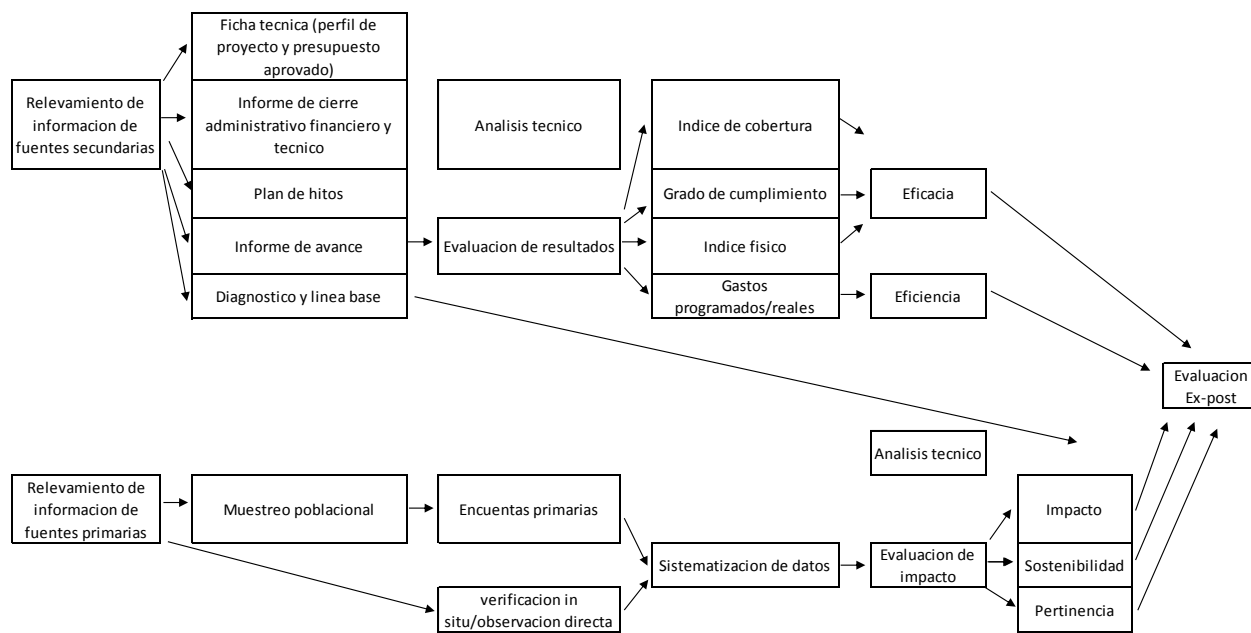 Ficha tecnica (perfil de
proyecto y presupuesto
aprovado)
Relevamiento de
informacion de
fuentes secundarias
Informe de cierre
administrativo financiero y
tecnico
Analisis tecnico
Indice de cobertura
Plan de hitos
Grado de cumplimiento
Eficacia
Informe de avance
Evaluacion de resultados
Indice fisico
Diagnostico y linea base
Gastos
programados/reales
Eficiencia
Evaluacion
Ex-post
Analisis tecnico
Relevamiento de
informacion de
fuentes primarias
Muestreo poblacional
Encuentas primarias
Impacto
Sistematizacion de datos
Evaluacion de
impacto
Sostenibilidad
verificacion in
situ/observacion directa
Pertinencia